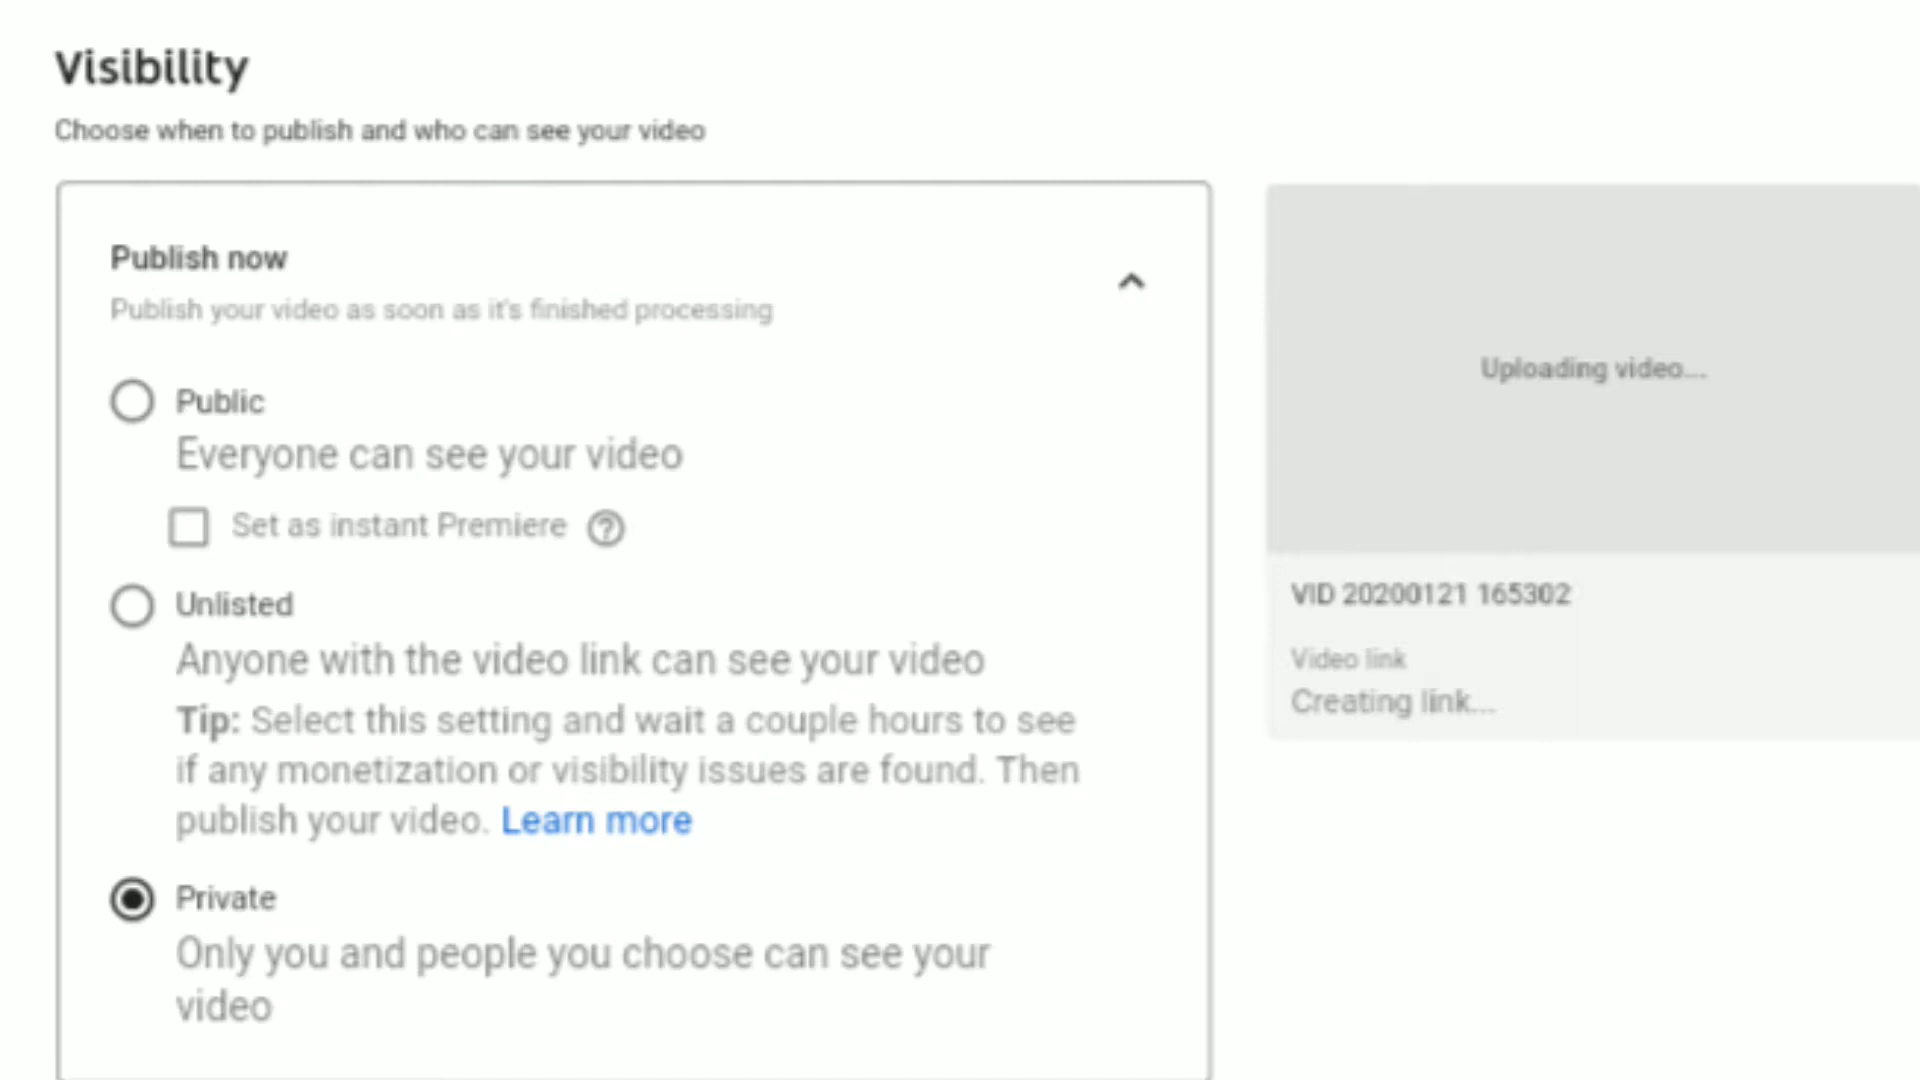 Visibility
Choose when to publish and who can see your video
Publish now
Publish your video as soon as it's finished processing
Public
Everyone can see your video
Set as instant Premiere ?
Unlisted
Anyone with the video link can see your video
Tip: Select this setting and wait a couple hours to see
if any monetization or visibility issues are found. Then
publish your video. Learn more
Private
Only you and people you choose can see your
video
Uploading video...
VID 20200121 165302
Video link
Creating link...